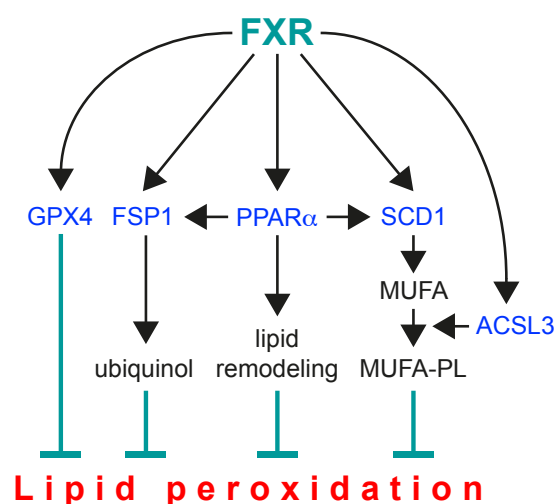 FXR
GPX4 FSP1 PPARα SCD1
MUFA
ACSL3
lipid
ubiquinol remodeling MUFA-PL
Lipid peroxidation